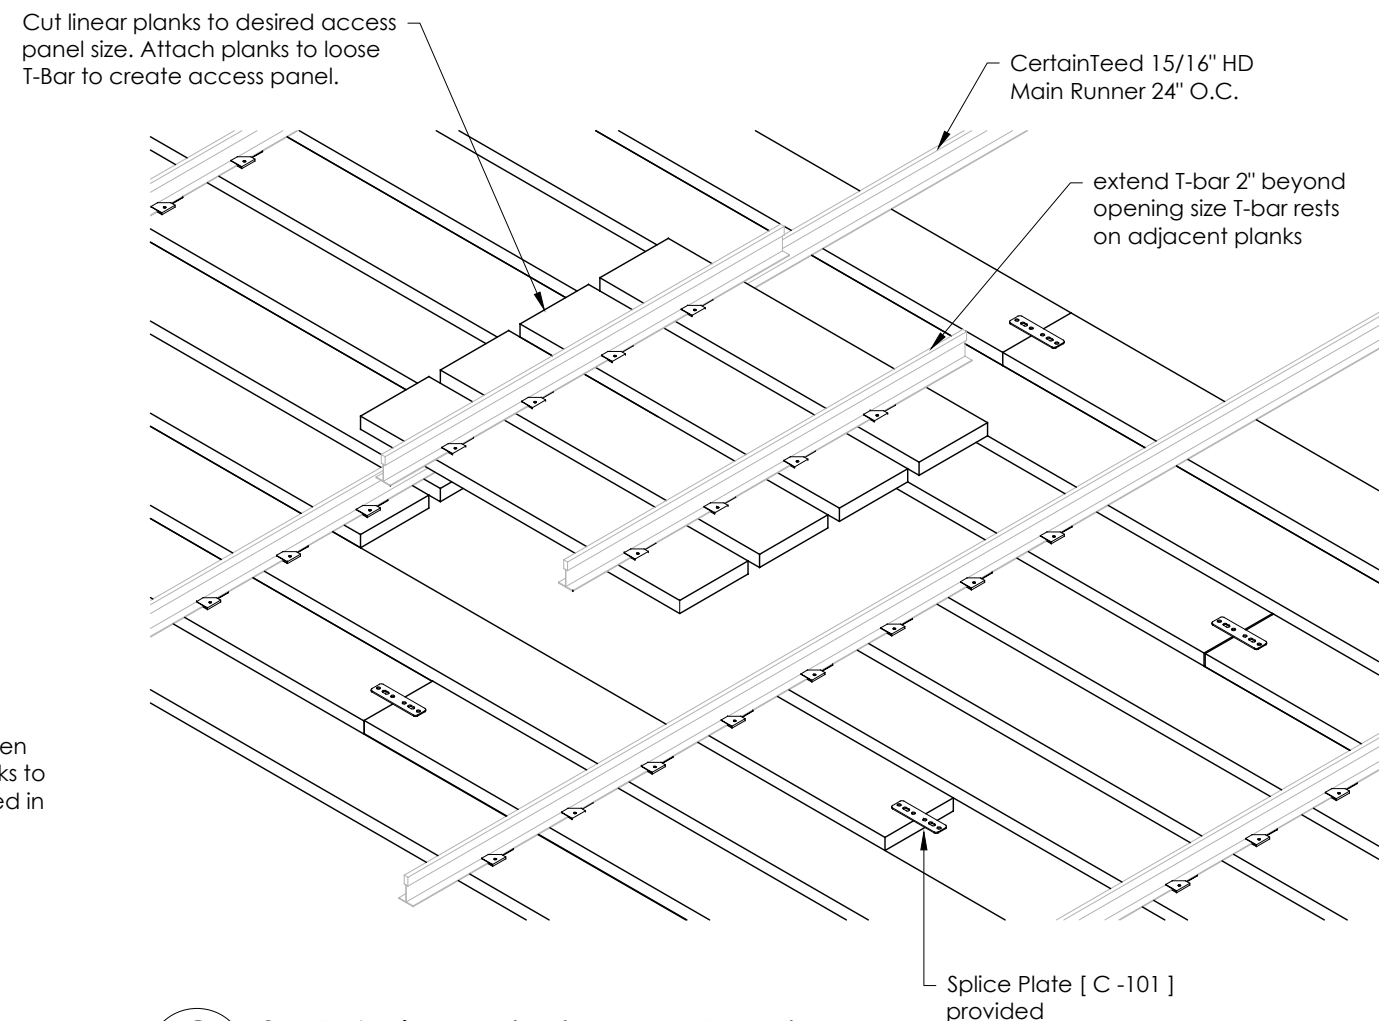 Cut linear planks to desired access
panel size. Attach planks to loose
T-Bar to create access panel.
CertainTeed 15/16" HD
Main Runner 24" O.C.
extend T-bar 2" beyond
opening size T-bar rests
on adjacent planks
en
ks to
ed in
Splice Plate [ C -101 ]
provided